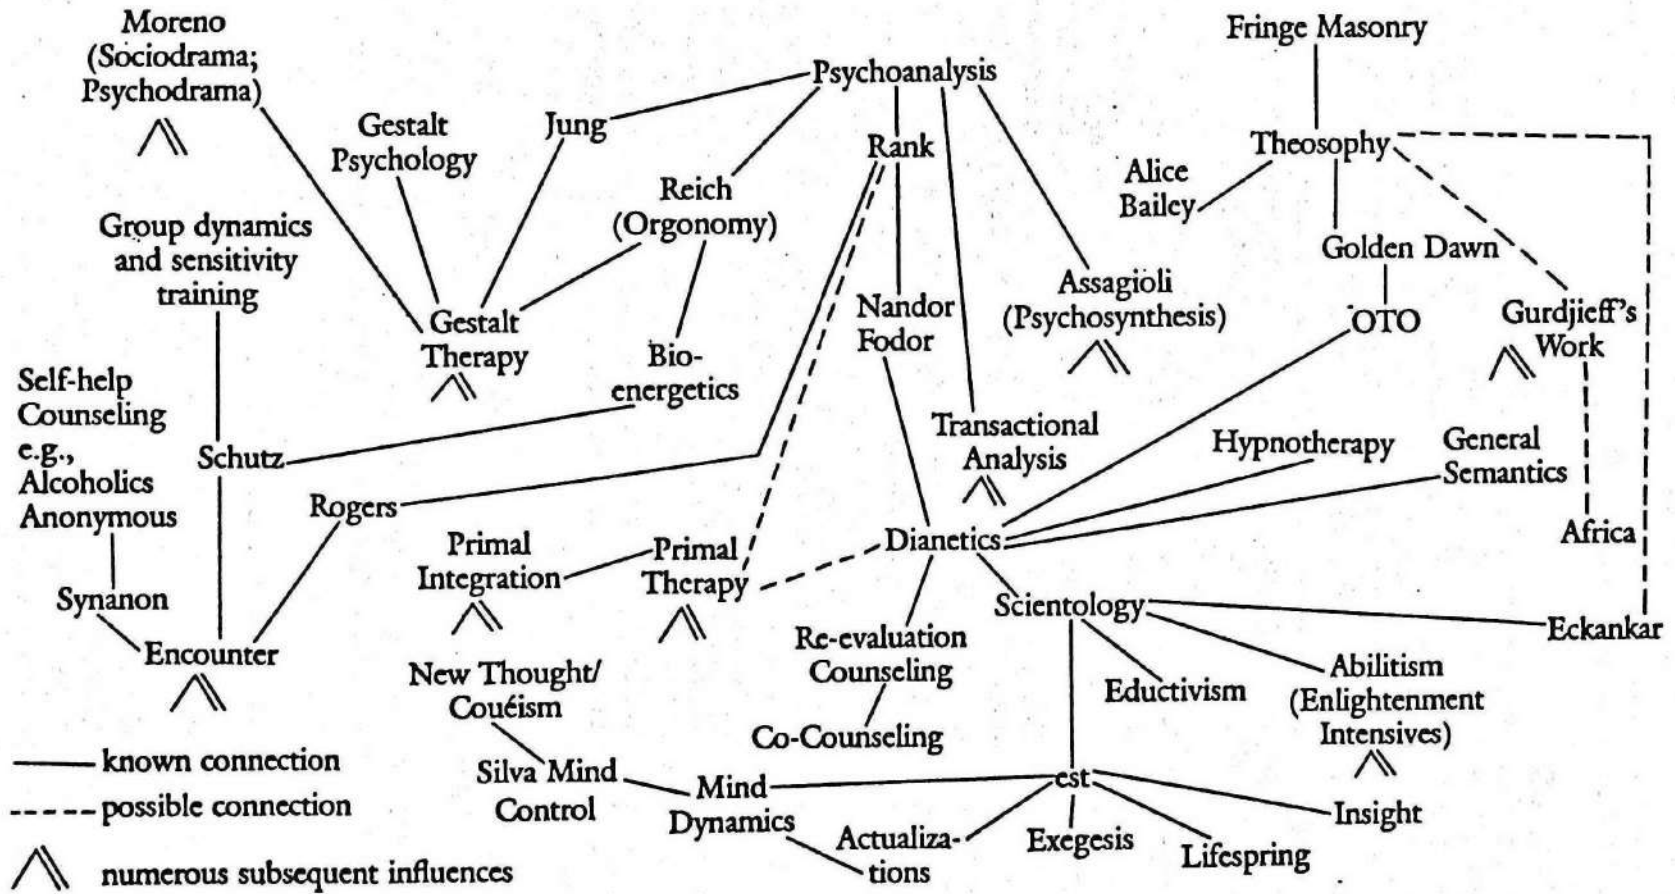 Moreno
(Sociodrama;
Psychodrama)
Gestalt
Psychology
Jung
Psychoanalysis
Fringe Masonry
Rank
Theosophy
Alice
Bailey
Reich
(Orgonomy)
Group dynamics
and sensitivity
training
Golden Dawn
Assagioli
(Psychosynthesis)
Nandor
Fodor
OTO
Gurdjieff's
Work
Gestalt
Therapy
Bio-
energetics
Self-help
Counseling
e.g.,
Alcoholics
Anonymous
Schutz
Transactional
Analysis
Hypnotherapy
General
Semantics
Rogers
Africa
Primal
Integration
Primal
Therapy
Dianetics
Synanon
Scientology
Eckankar
Encounter
Re-evaluation
Counseling
New Thought/
Couéism
Eductivism
Abilitism
(Enlightenment
Intensives)
Co-Counseling
known connection
Silva Mind
Control
Mind
Dynamics
est
possible connection
Actualiza-
tions
Exegesis
Lifespring
Insight
numerous subsequent influences